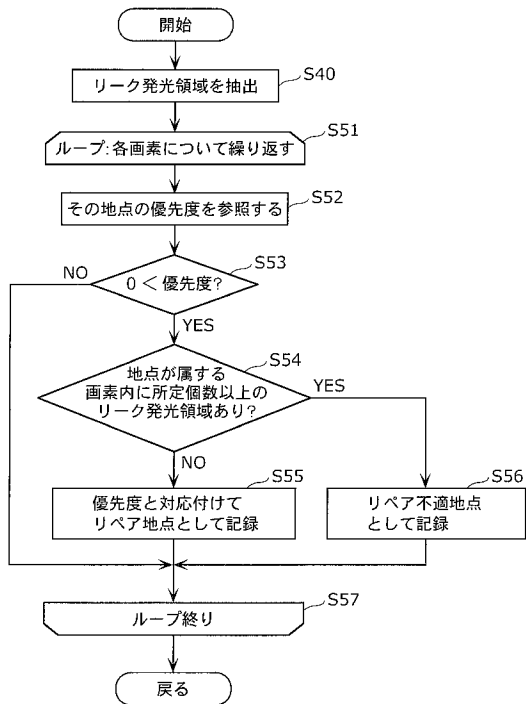 開始
リーク発光領域を抽出
S40
ループ:各画素について繰り返す
S51
その地点の優先度を参照する
S52
0 < 優先度?
S53
NO
YES
地点が属する
画素内に所定個数以上の
リーク発光領域あり?
S54
YES
NO
優先度と対応付けて
リペア地点として記録
S55
リペア不適地点
として記録
S56
ループ終り
S57
戻る